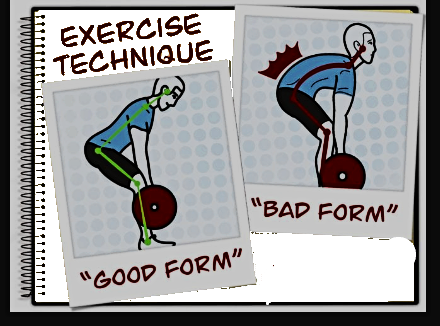 EXERCISE
TECHNIQUE
"GOOD FORM"
"BAD FORM"